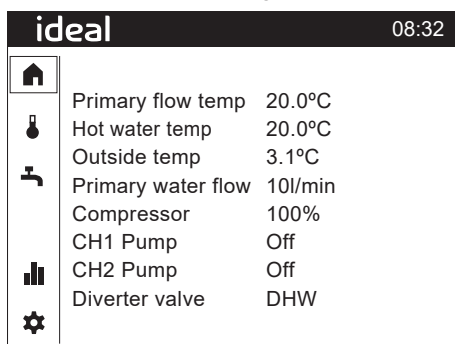 ideal 08:32
Primary flow temp 20.0ºC
Hot water temp 20.0ºC
Outside temp 3.1ºC
Primary water flow 10l/min
Compressor 100%
CH1 Pump Off
CH2 Pump Off
Diverter valve DHW